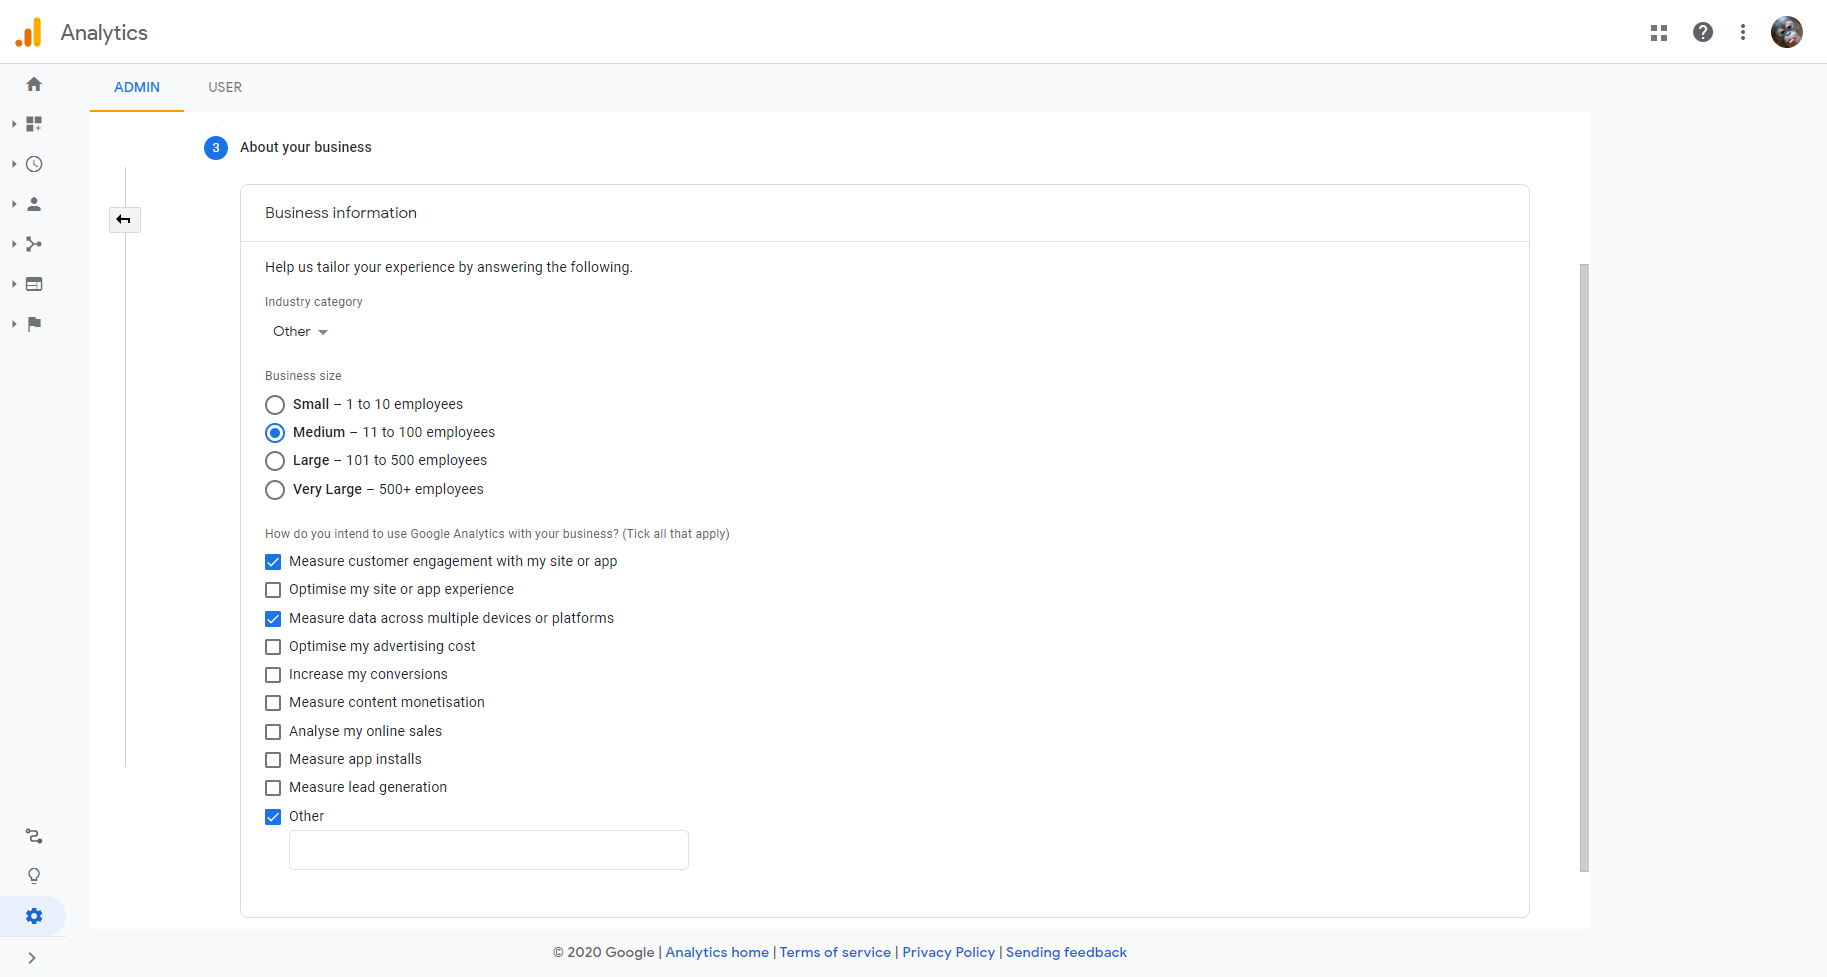 Analytics
ADMIN USER
3 About your business
Business information
Help us tailor your experience by answering the following.
Industry category
Other
Business size
Small – 1 to 10 employees
Medium – 11 to 100 employees
Large – 101 to 500 employees
Very Large – 500+ employees
How do you intend to use Google Analytics with your business? (Tick all that apply)
Measure customer engagement with my site or app
Optimise my site or app experience
Measure data across multiple devices or platforms
Optimise my advertising cost
Increase my conversions
Measure content monetisation
Analyse my online sales
Measure app installs
Measure lead generation
Other
© 2020 Google | Analytics home | Terms of service | Privacy Policy | Sending feedback